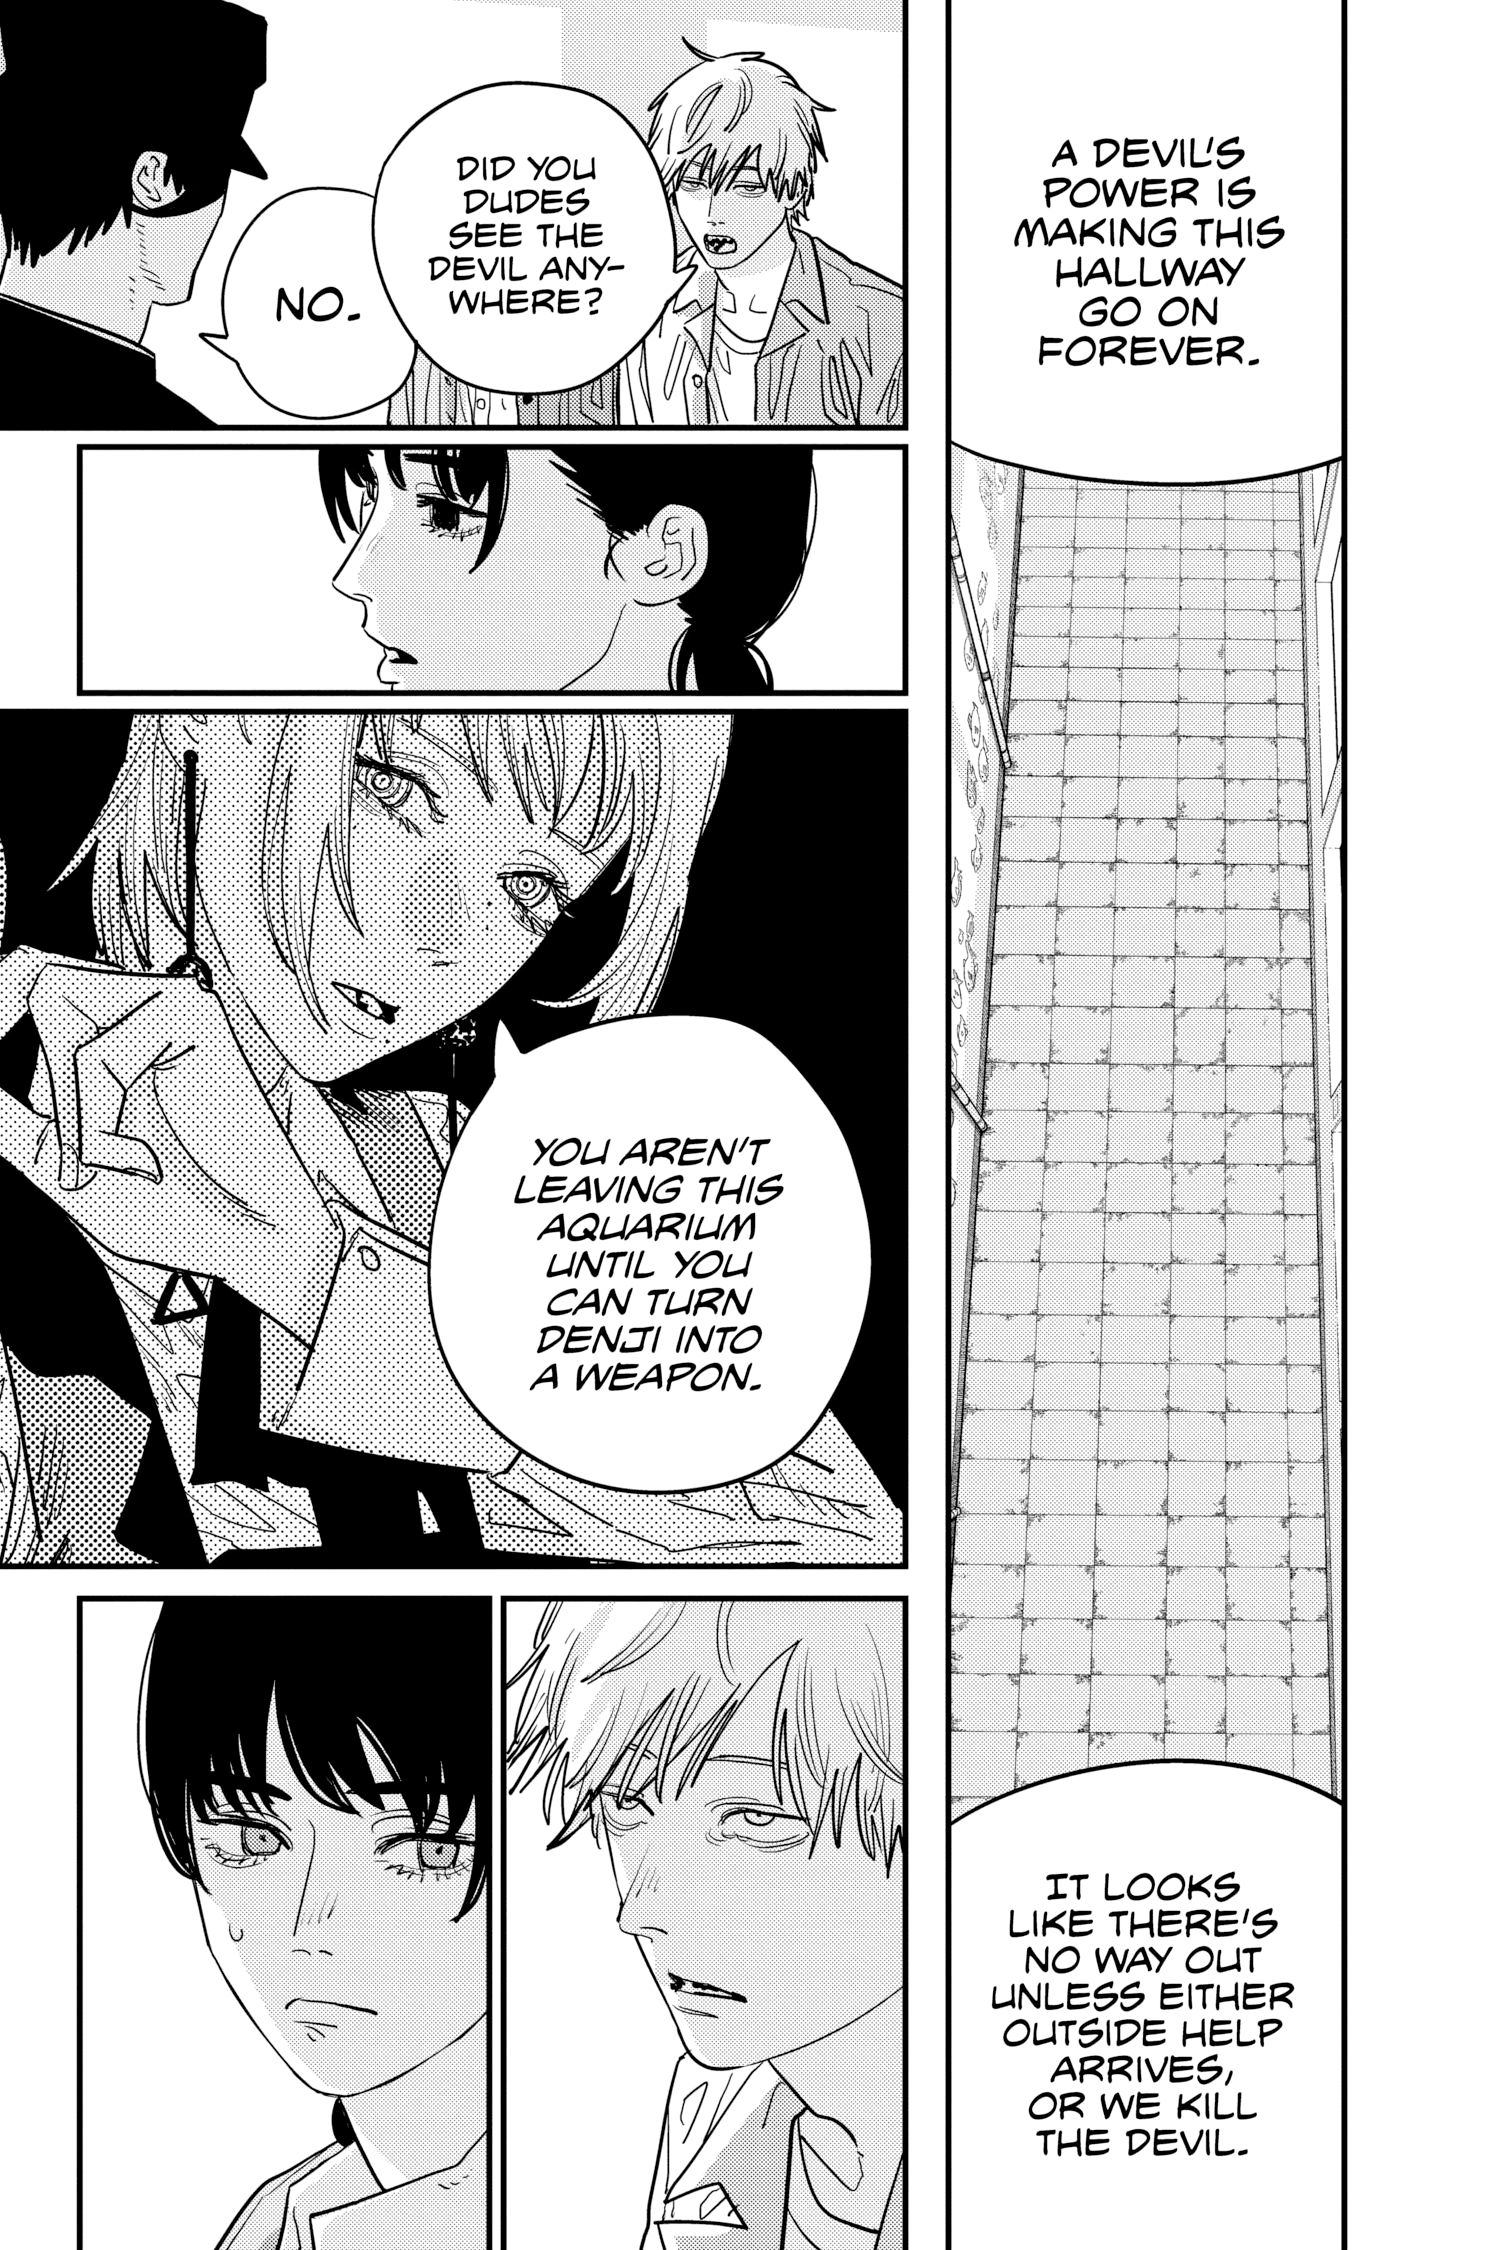 A DEVIL'S
POWER IS
MAKING THIS
HALLWAY
GO ON
FOREVER.
IT LOOKS
LIKE THERE'S
NO WAY OUT
UNLESS EITHER
OUTSIDE HELP
ARRIVES,
OR WE KILL
THE DEVIL.
DID YOU
DUDES
SEE THE
DEVIL ANY-
WHERE?
NO.
YOU AREN'T
LEAVING THIS
AQUARIUM
UNTIL YOU
CAN TURN
DENJI INTO
A WEAPON.